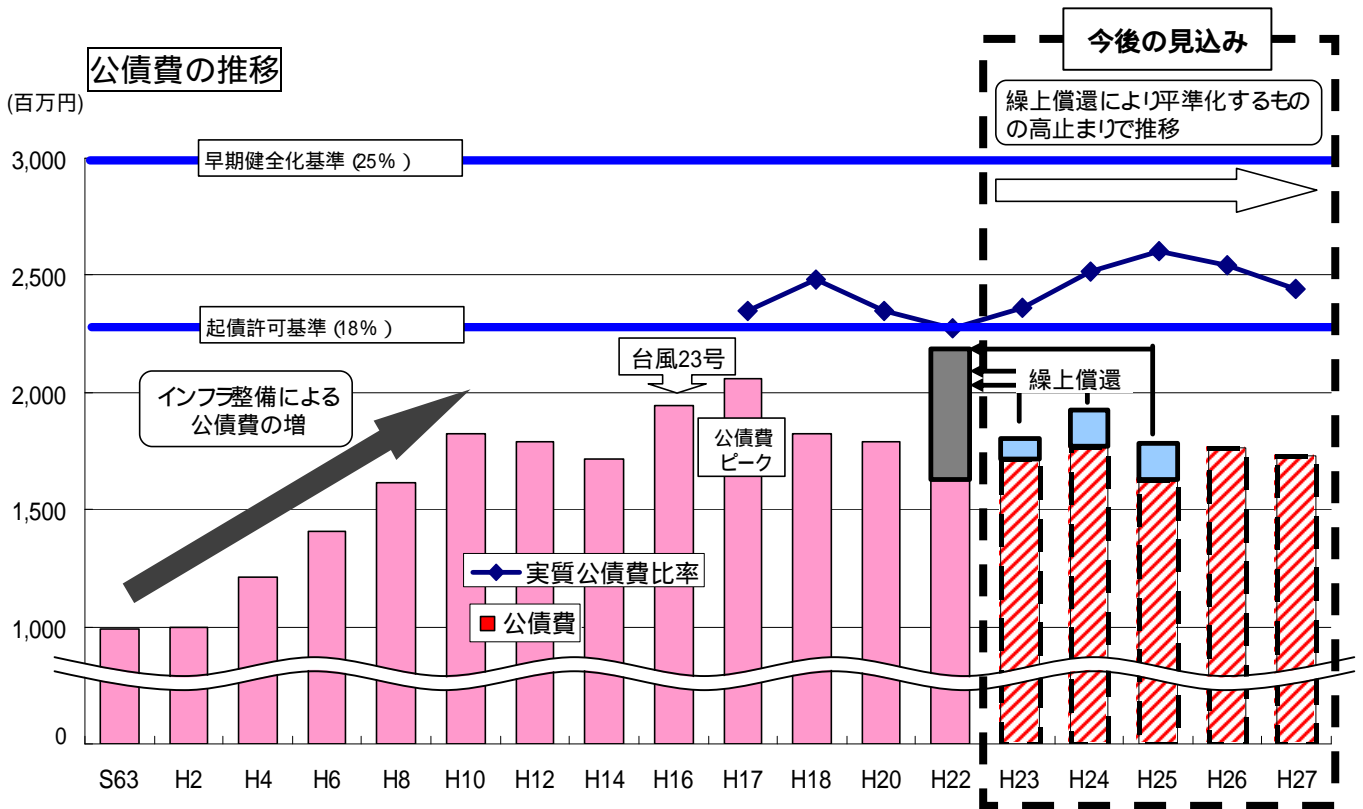 今後の見込み
公債費の推移
(百万円)
繰上償還により平準化するもの
の高止まりで推移
3,000
早期健全化基準 (25%)
2,500
起債許可基準 (18%)
台風23号
2,000
繰上償還
インフラ整備による
公債費の増
公債費
ピーク
1,500
実質公債費比率
公債費
1,000
0
S63 H2 H4 H6 H8 H10 H12 H14 H16 H17 H18 H20 H22 H23 H24 H25 H26 H27